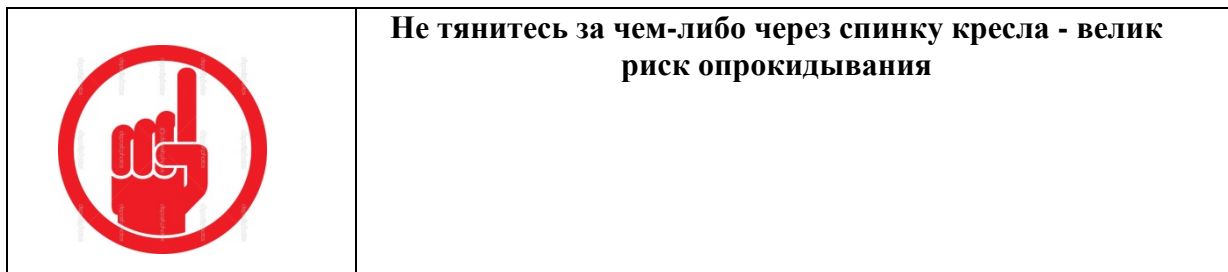 Не тянитесь за чем-либо через спинку кресла - велик
риск опрокидывания